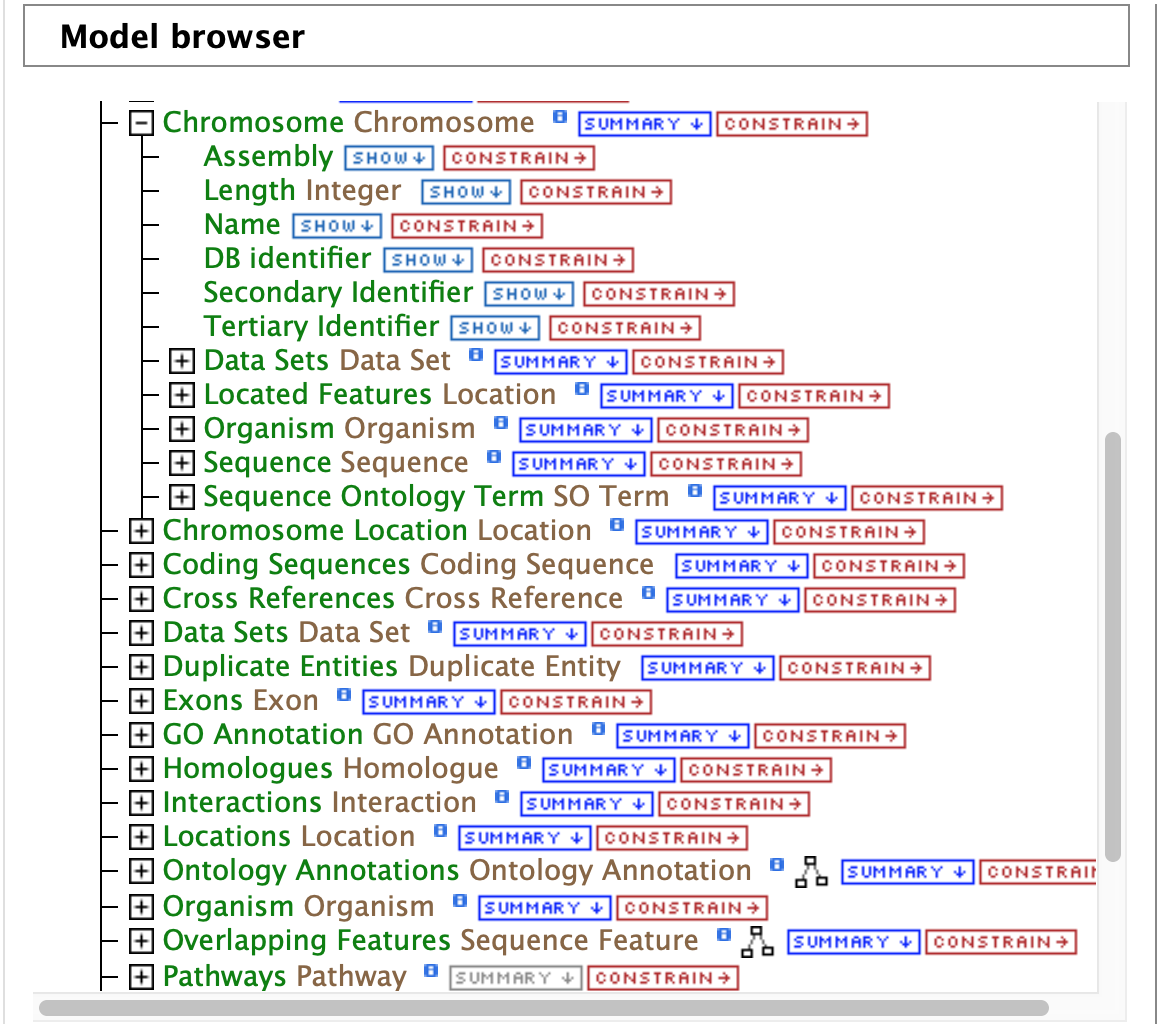 Model browser
Chromosome Chromosome SUMMARY ↓ CONSTRAIN →
Assembly SHOW ↓ CONSTRAIN →
Length Integer SHOW ↓ CONSTRAIN →
Name SHOW ↓ CONSTRAIN →
DB identifier SHOW ↓ CONSTRAIN →
Secondary Identifier SHOW ↓ CONSTRAIN →
Tertiary Identifier SHOW ↓ CONSTRAIN →
Data Sets Data Set SUMMARY ↓ CONSTRAIN →
Located Features Location SUMMARY ↓ CONSTRAIN →
Organism Organism SUMMARY ↓ CONSTRAIN →
Sequence Sequence SUMMARY ↓ CONSTRAIN →
Sequence Ontology Term SO Term SUMMARY ↓ CONSTRAIN →
Chromosome Location Location SUMMARY ↓ CONSTRAIN →
Coding Sequences Coding Sequence SUMMARY ↓ CONSTRAIN →
Cross References Cross Reference SUMMARY ↓ CONSTRAIN →
Data Sets Data Set SUMMARY ↓ CONSTRAIN →
Duplicate Entities Duplicate Entity SUMMARY ↓ CONSTRAIN →
Exons Exon SUMMARY ↓ CONSTRAIN →
GO Annotation GO Annotation SUMMARY ↓ CONSTRAIN →
Homologues Homologue SUMMARY ↓ CONSTRAIN →
Interactions Interaction SUMMARY ↓ CONSTRAIN →
Locations Location SUMMARY ↓ CONSTRAIN →
Ontology Annotations Ontology Annotation SUMMARY ↓ CONSTRAI
Organism Organism SUMMARY ↓ CONSTRAIN →
Overlapping Features Sequence Feature SUMMARY ↓ CONSTRAIN →
Pathways Pathway SUMMARY ↓ CONSTRAIN →